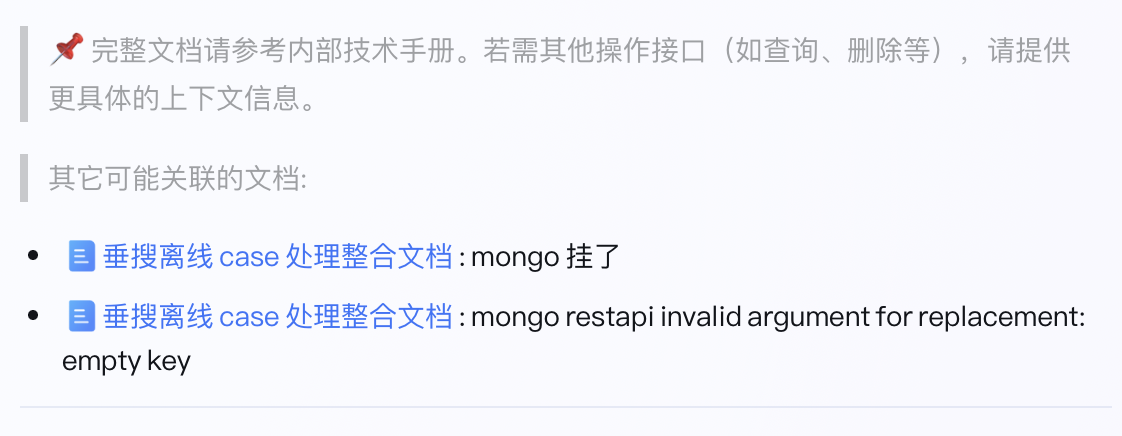 📌 完整文档请参考内部技术手册。若需其他操作接口（如查询、删除等），请提供
更具体的上下文信息。
其它可能关联的文档:
• 垂搜离线 case 处理整合文档 : mongo 挂了
• 垂搜离线 case 处理整合文档 : mongo restapi invalid argument for replacement:
empty key